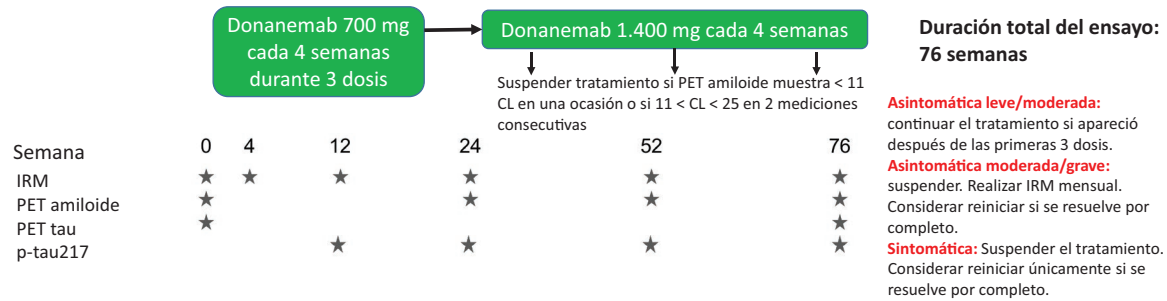 Donanemab 700 mg
cada 4 semanas
durante 3 dosis
Donanemab 1.400 mg cada 4 semanas
Suspender tratamiento si PET amiloide muestra < 11
CL en una ocasión o si 11 < CL < 25 en 2 mediciones
consecutivas
Duración total del ensayo:
76 semanas
Semana 0 4 12 24 52 76
IRM ★ ★ ★ ★ ★ ★
PET amiloide ★ ★ ★ ★
PET tau ★ ★
p-tau217 ★ ★ ★ ★
Asintomática leve/moderada:
continuar el tratamiento si apareció
después de las primeras 3 dosis.
Asintomática moderada/grave:
suspender. Realizar IRM mensual.
Considerar reiniciar si se resuelve por
completo.
Sintomática: Suspender el tratamiento.
Considerar reiniciar únicamente si se
resuelve por completo.